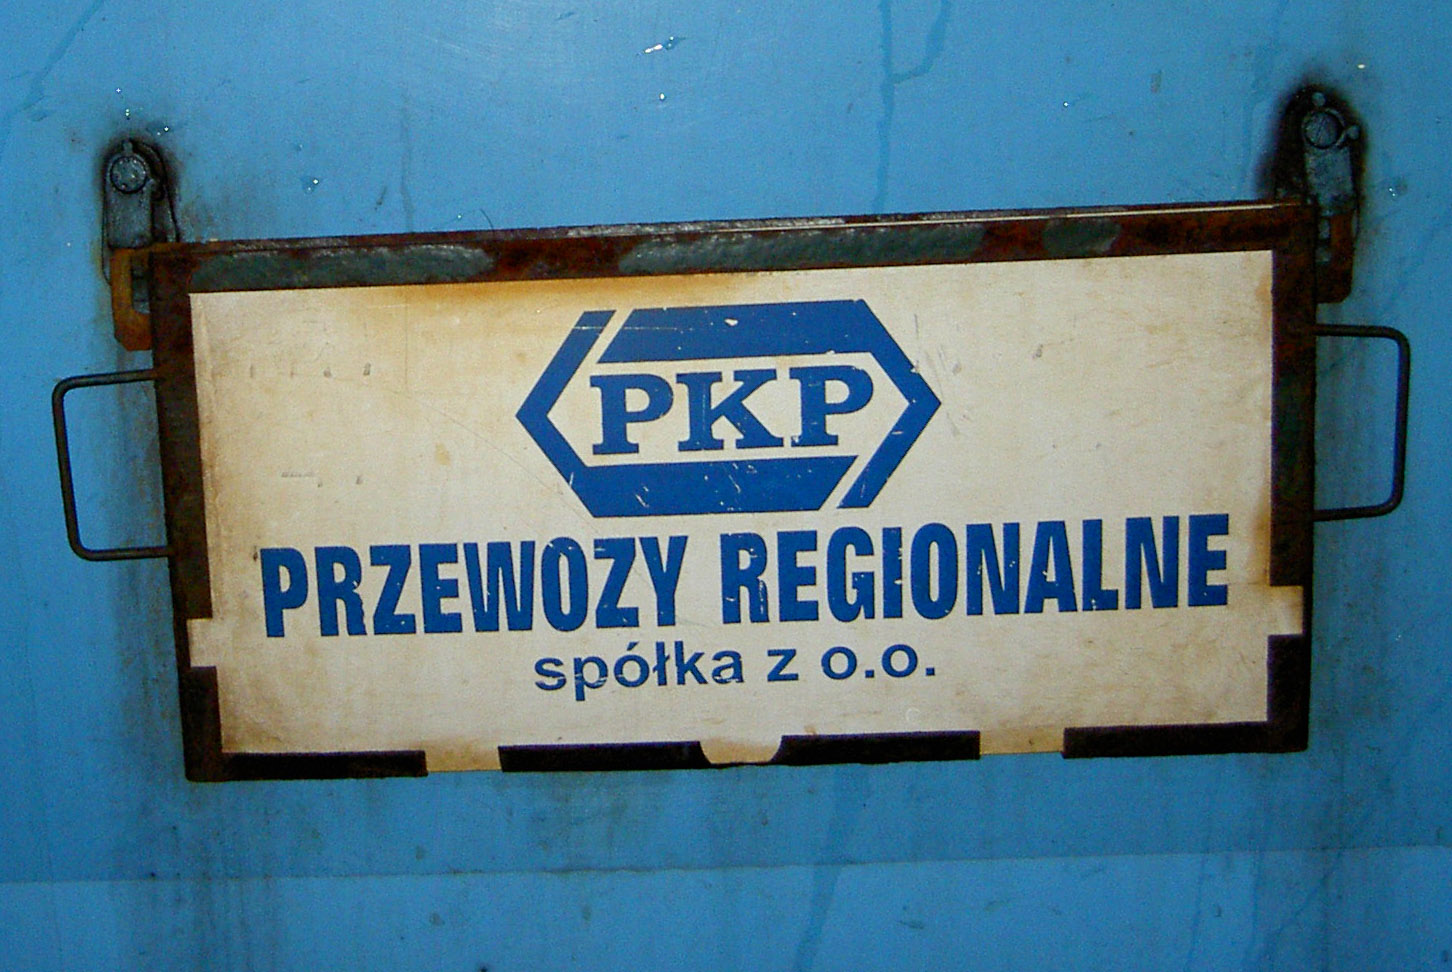 PKP
PRZEWOZY REGIONALNE
spółka z o.o.